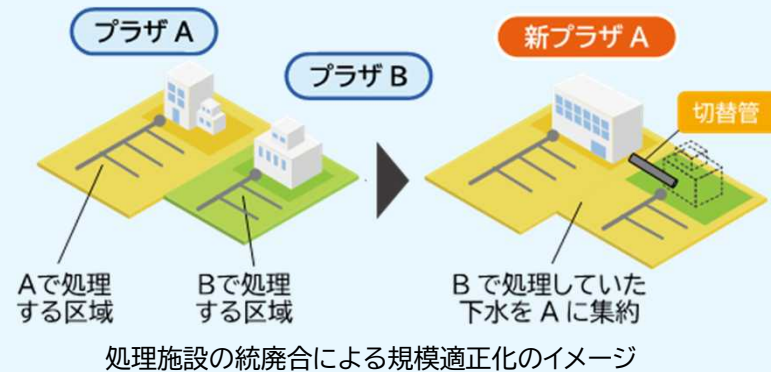 プラザ A
プラザ B
新プラザ A
切替管
Aで処理
する区域
Bで処理
する区域
B で処理していた
下水を A に集約
処理施設の統廃合による規模適正化のイメージ